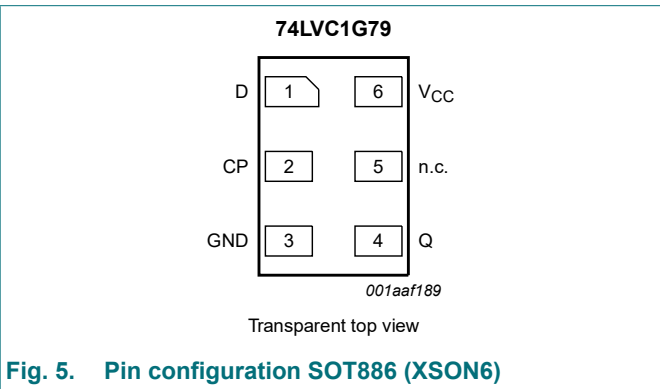 74LVC1G79
D 1 6 VCC
CP 2 5 n.c.
GND 3 4 Q
001aaf189
Transparent top view
Fig. 5. Pin configuration SOT886 (XSON6)